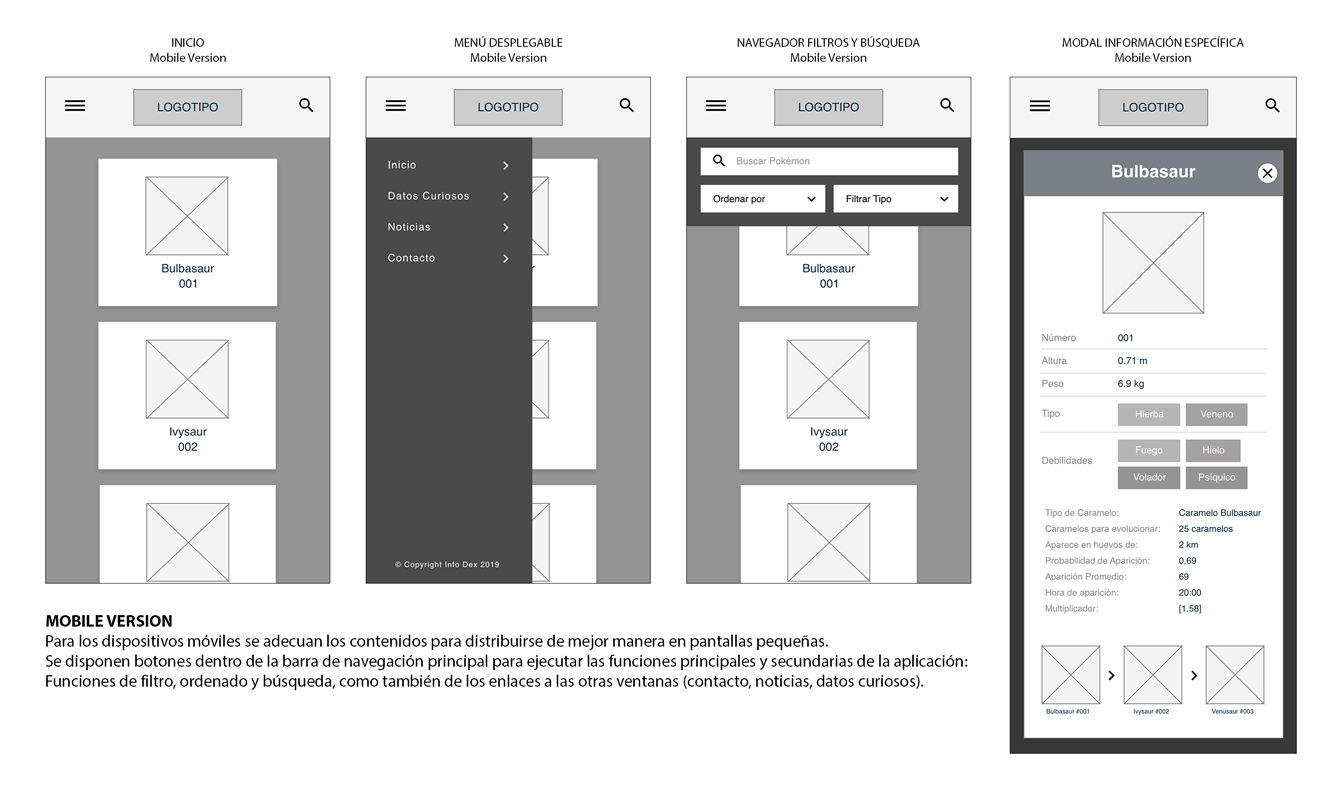 INICIO
Mobile Version
LOGOTIPO
Bulbasaur
001
Ivysaur
002
MENÚ DESPLEGABLE
Mobile Version
LOGOTIPO
Inicio
Datos Curiosos
Noticias
Contacto
r
© Copyright Info Dex 2019
NAVEGADOR FILTROS Y BÚSQUEDA
Mobile Version
LOGOTIPO
Buscar Pokémon
Ordenar por
Filtrar Tipo
Bulbasaur
001
Ivysaur
002
MODAL INFORMACIÓN ESPECÍFICA
Mobile Version
LOGOTIPO
Bulbasaur
Número 001
Altura 0.71 m
Peso 6.9 kg
Tipo Hierba Veneno
Debilidades Fuego Hielo
Volador Psíquico
Tipo de Caramelo: Caramelo Bulbasaur
Caramelos para evolucionar: 25 caramelos
Aparece en huevos de: 2 km
Probabilidad de Aparición: 0,69
Aparición Promedio: 69
Hora de aparición: 20:00
Multiplicador: [1.58]
Bulbasaur #001 Ivysaur #002 Venusaur #003
MOBILE VERSION
Para los dispositivos móviles se adecuan los contenidos para distribuirse de mejor manera en pantallas pequeñas.
Se disponen botones dentro de la barra de navegación principal para ejecutar las funciones principales y secundarias de la aplicación:
Funciones de filtro, ordenado y búsqueda, como también de los enlaces a las otras ventanas (contacto, noticias, datos curiosos).